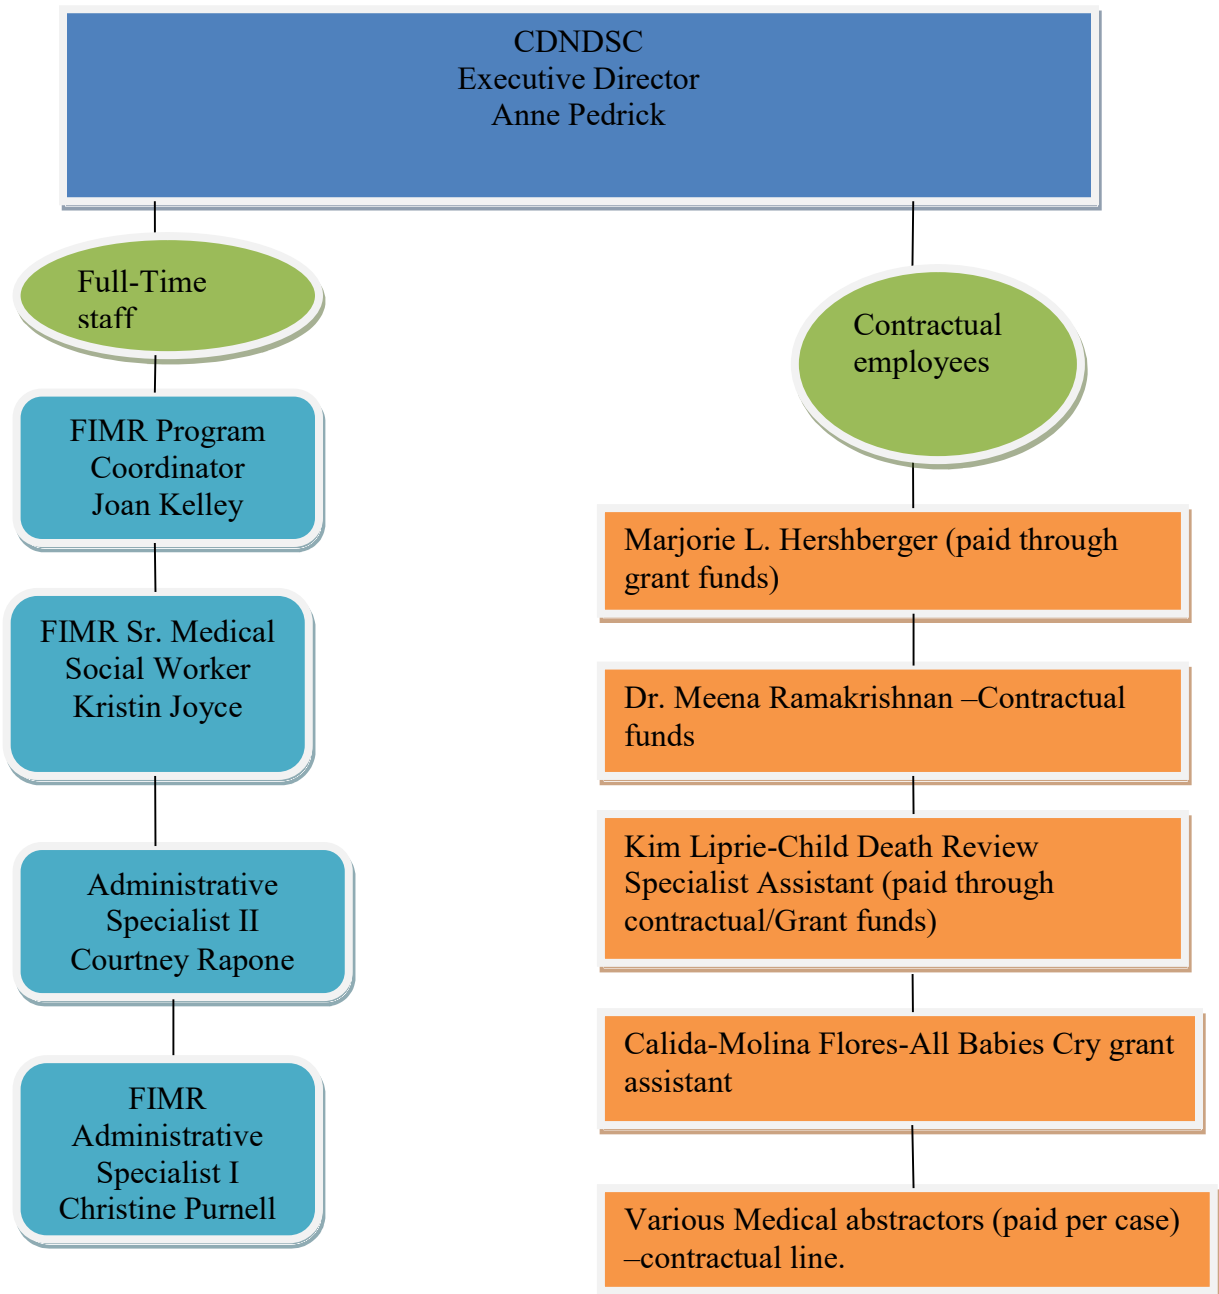 CDNDSC
Executive Director
Anne Pedrick
Full-Time
staff
FIMR Program
Coordinator
Joan Kelley
FIMR Sr. Medical
Social Worker
Kristin Joyce
Administrative
Specialist II
Courtney Rapone
FIMR
Administrative
Specialist I
Christine Purnell
Contractual
employees
Marjorie L. Hershberger (paid through
grant funds)
Dr. Meena Ramakrishnan –Contractual
funds
Kim Liprie-Child Death Review
Specialist Assistant (paid through
contractual/Grant funds)
Calida-Molina Flores-All Babies Cry grant
assistant
Various Medical abstractors (paid per case)
–contractual line.